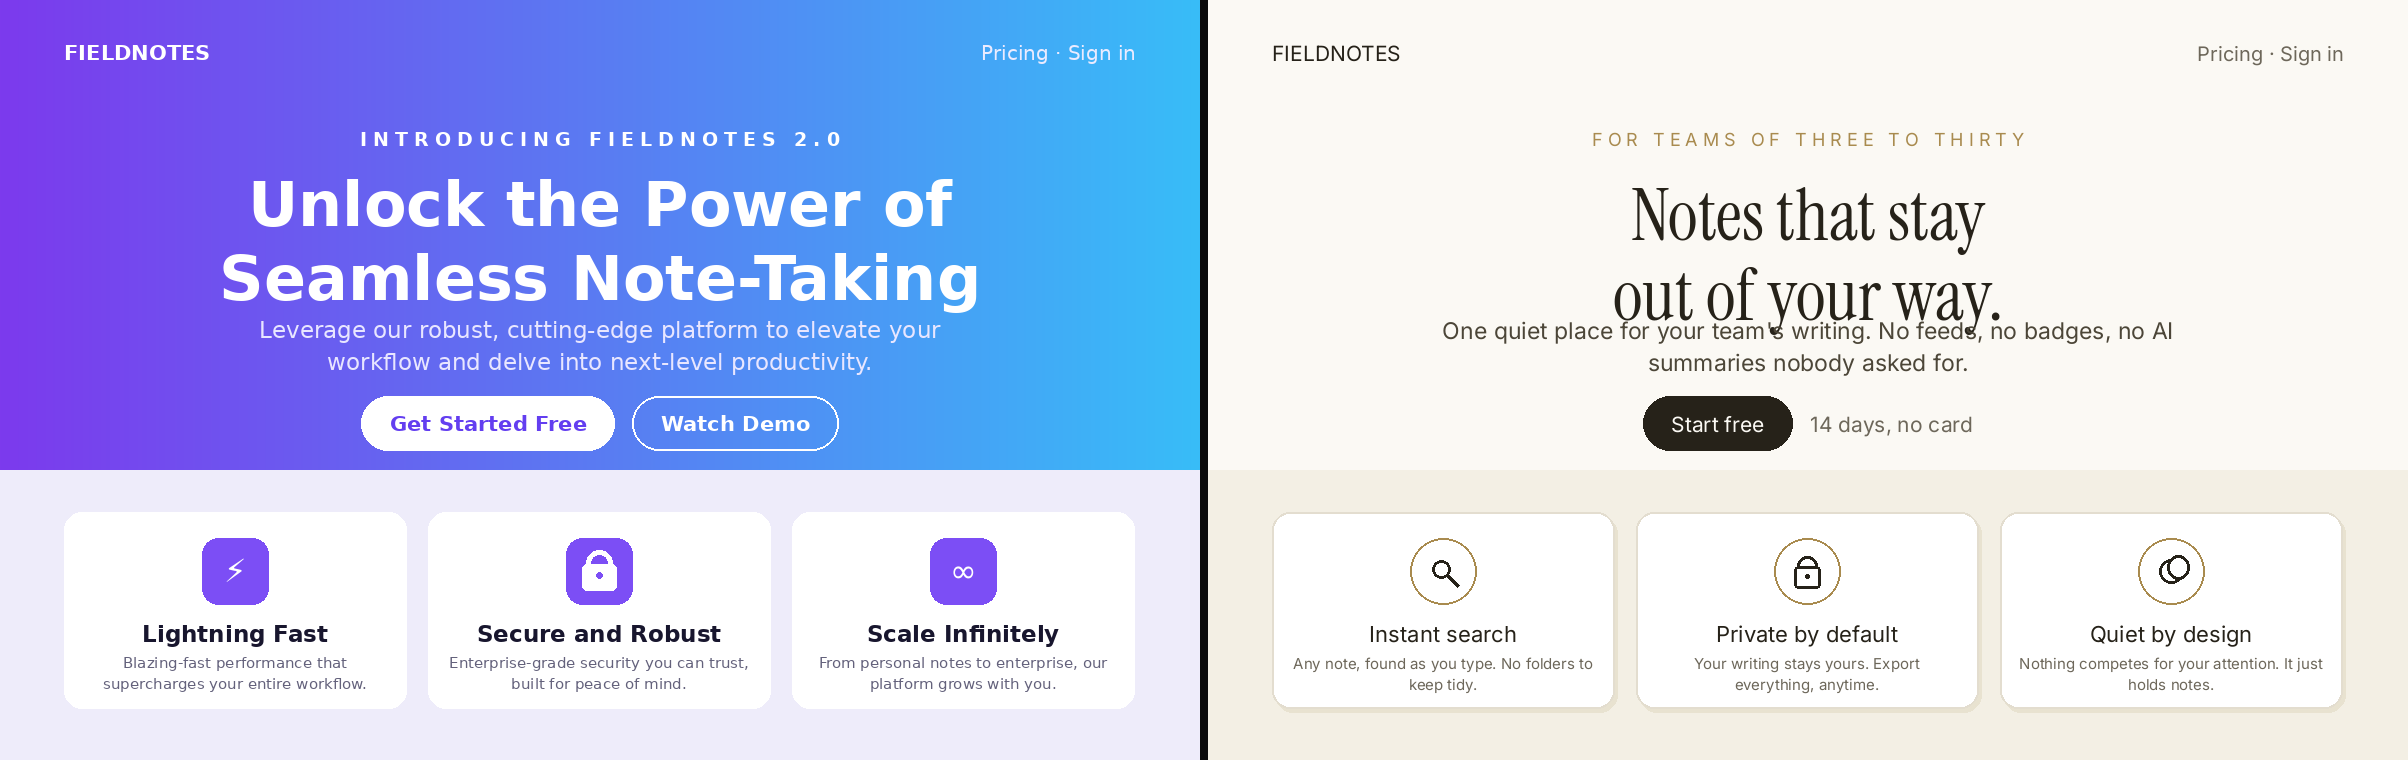 FIELDNOTES
Pricing · Sign in
INTRODUCING FIELDNOTES 2.0
Unlock the Power of
Seamless Note-Taking
Leverage our robust, cutting-edge platform to elevate your
workflow and delve into next-level productivity.
Get Started Free
Watch Demo
Lightning Fast
Blazing-fast performance that
supercharges your entire workflow.
Secure and Robust
Enterprise-grade security you can trust,
built for peace of mind.
Scale Infinitely
From personal notes to enterprise, our
platform grows with you.
FIELDNOTES
Pricing · Sign in
FOR TEAMS OF THREE TO THIRTY
Notes that stay
out of your way.
One quiet place for your team's writing. No feeds, no badges, no AI
summaries nobody asked for.
Start free
14 days, no card
Instant search
Any note, found as you type. No folders to
keep tidy.
Private by default
Your writing stays yours. Export
everything, anytime.
Quiet by design
Nothing competes for your attention. It just
holds notes.